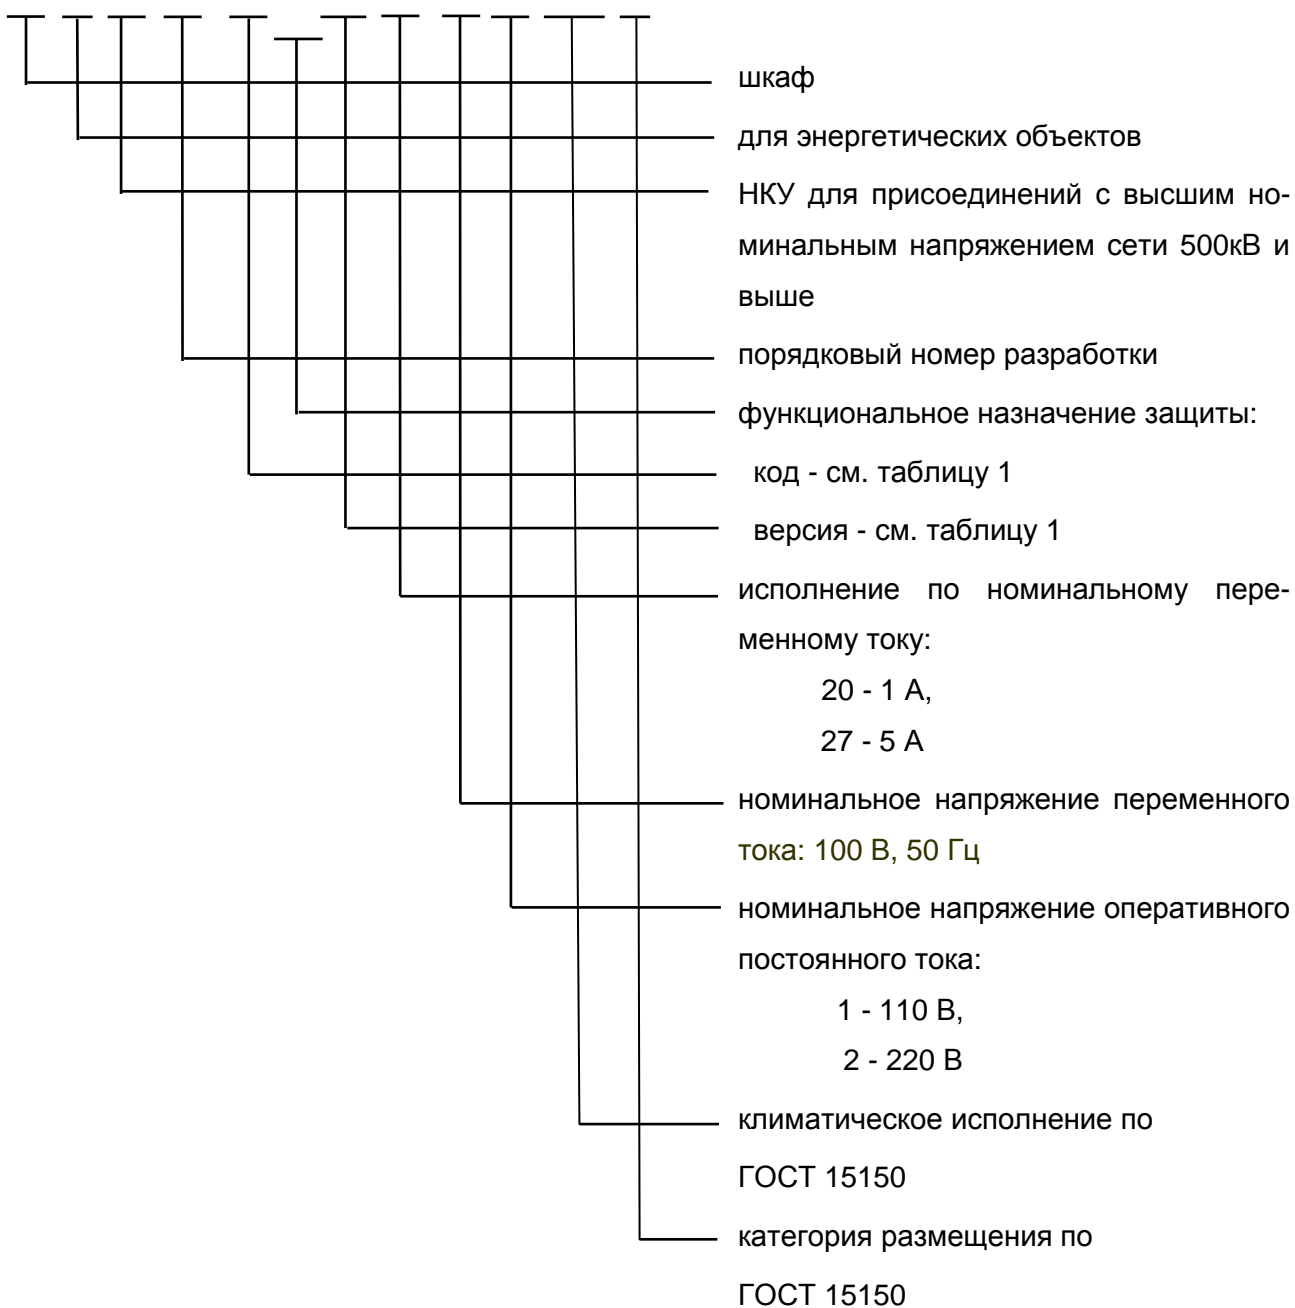 шкаф
для энергетических объектов
НКУ для присоединений с высшим но-
минальным напряжением сети 500кВ и
выше
порядковый номер разработки
функциональное назначение защиты:
код - см. таблицу 1
версия - см. таблицу 1
исполнение по номинальному пере-
менному току:
20 - 1 А,
27 - 5 А
номинальное напряжение переменного
тока: 100 В, 50 Гц
номинальное напряжение оперативного
постоянного тока:
1 - 110 В,
2 - 220 В
климатическое исполнение по
ГОСТ 15150
категория размещения по
ГОСТ 15150